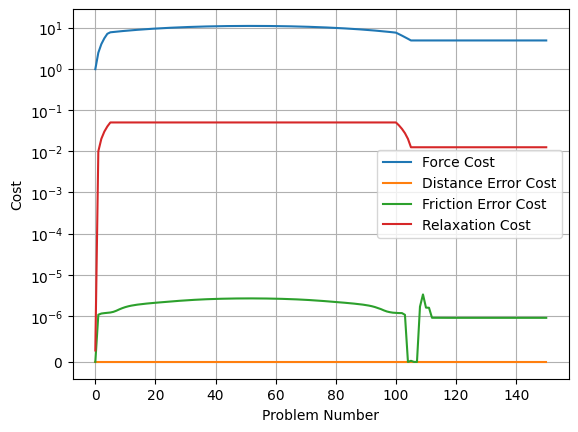 10¹
10⁰
10⁻¹
10⁻²
10⁻³
10⁻⁴
10⁻⁵
10⁻⁶
0
Cost
Force Cost
Distance Error Cost
Friction Error Cost
Relaxation Cost
0 20 40 60 80 100 120 140
Problem Number